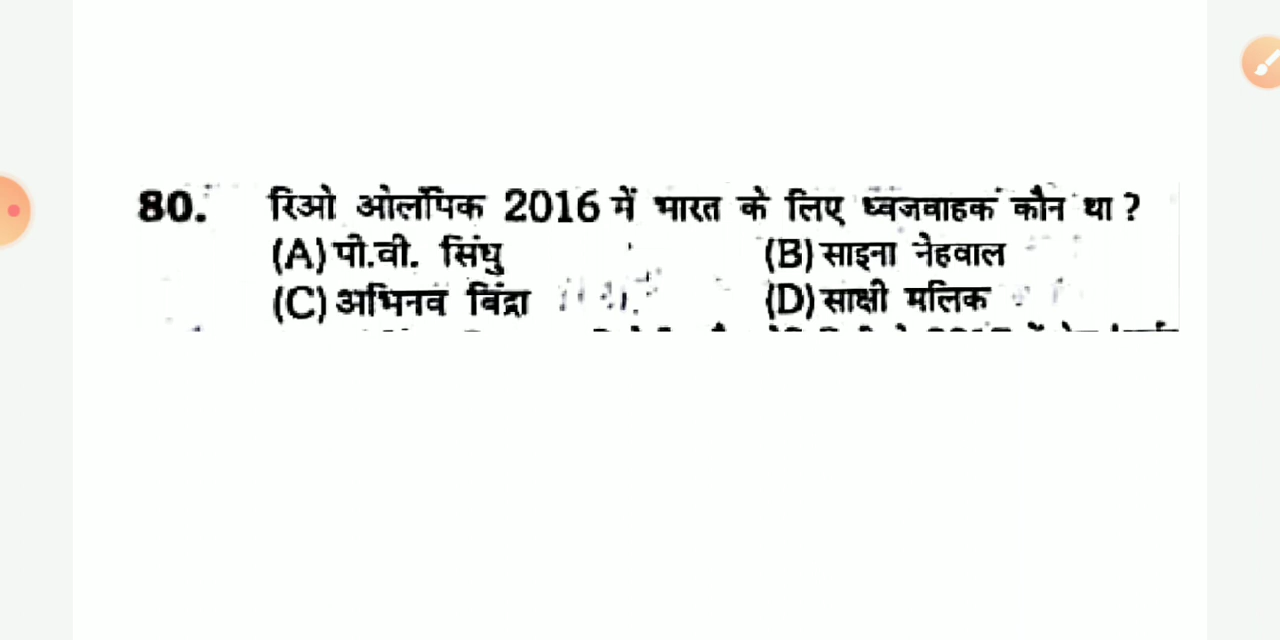 80. रिओ ओलंपिक 2016 में भारत के लिए ध्वजवाहक कौन था ?
(A) पी.वी. सिंधु (B) साइना नेहवाल
(C) अभिनव बिंद्रा (D) साक्षी मलिक